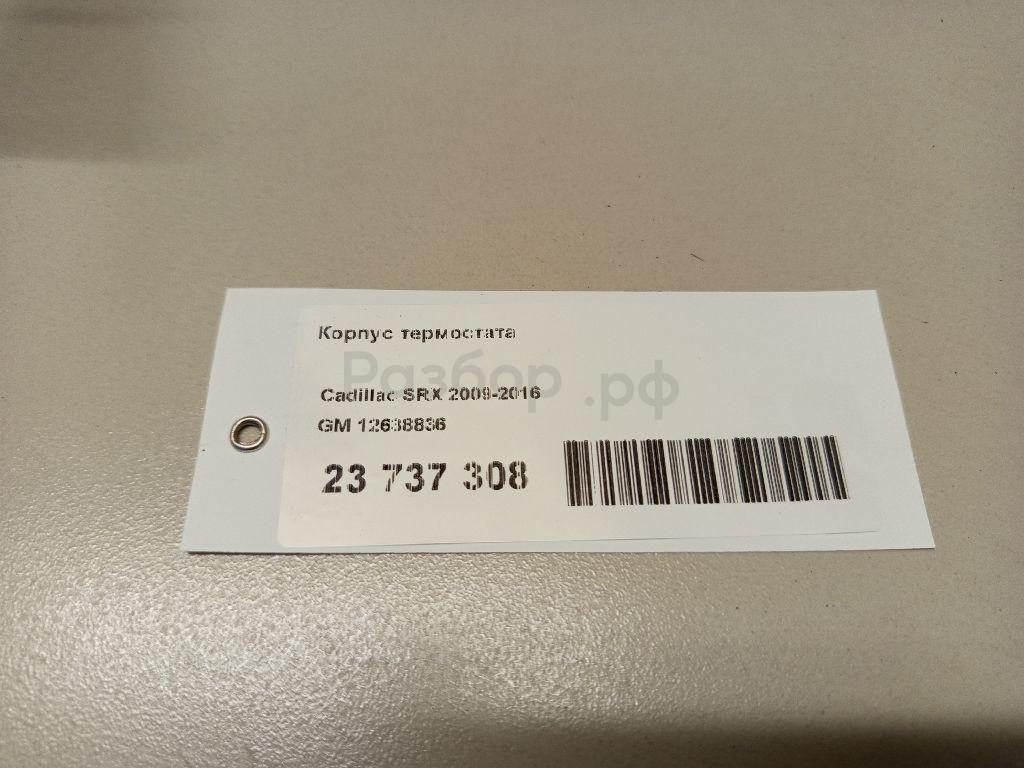 Корпус термостата
Разбор.рф
Cadillac SRX 2009-2016
GM 12638836
23 737 308